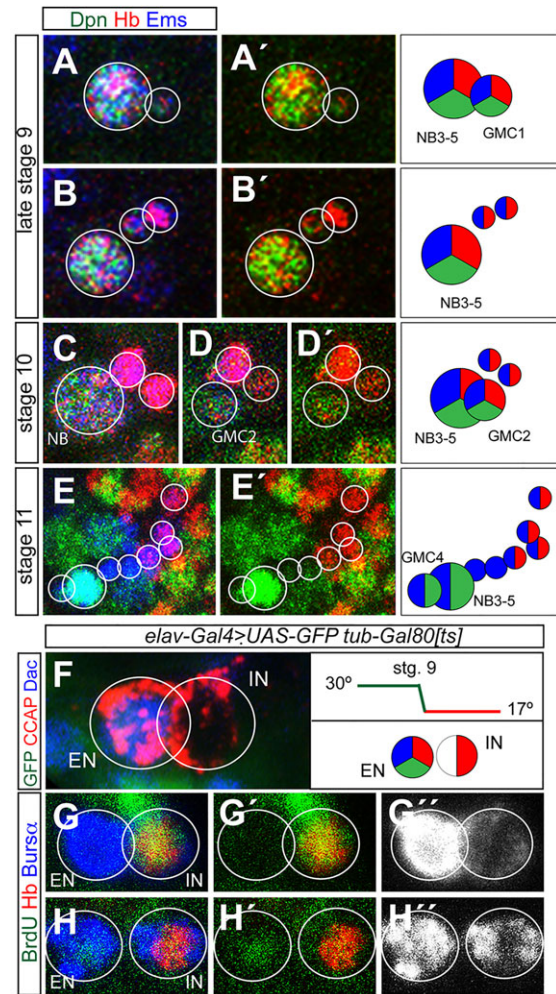 Dpn Hb Ems
late stage 9
A
A´
NB3-5
GMC1
B
B´
NB3-5
stage 10
C
NB
D
GMC2
D´
NB3-5
GMC2
stage 11
E
E´
GMC4
NB3-5
elav-Gal4>UAS-GFP tub-Gal80[ts]
GFP CCAP Dac
F
EN
IN
stg. 9
30º
17º
EN
IN
BrdU Hb Bursα
G
EN
IN
G´
G´´
H
EN
IN
H´
H´´